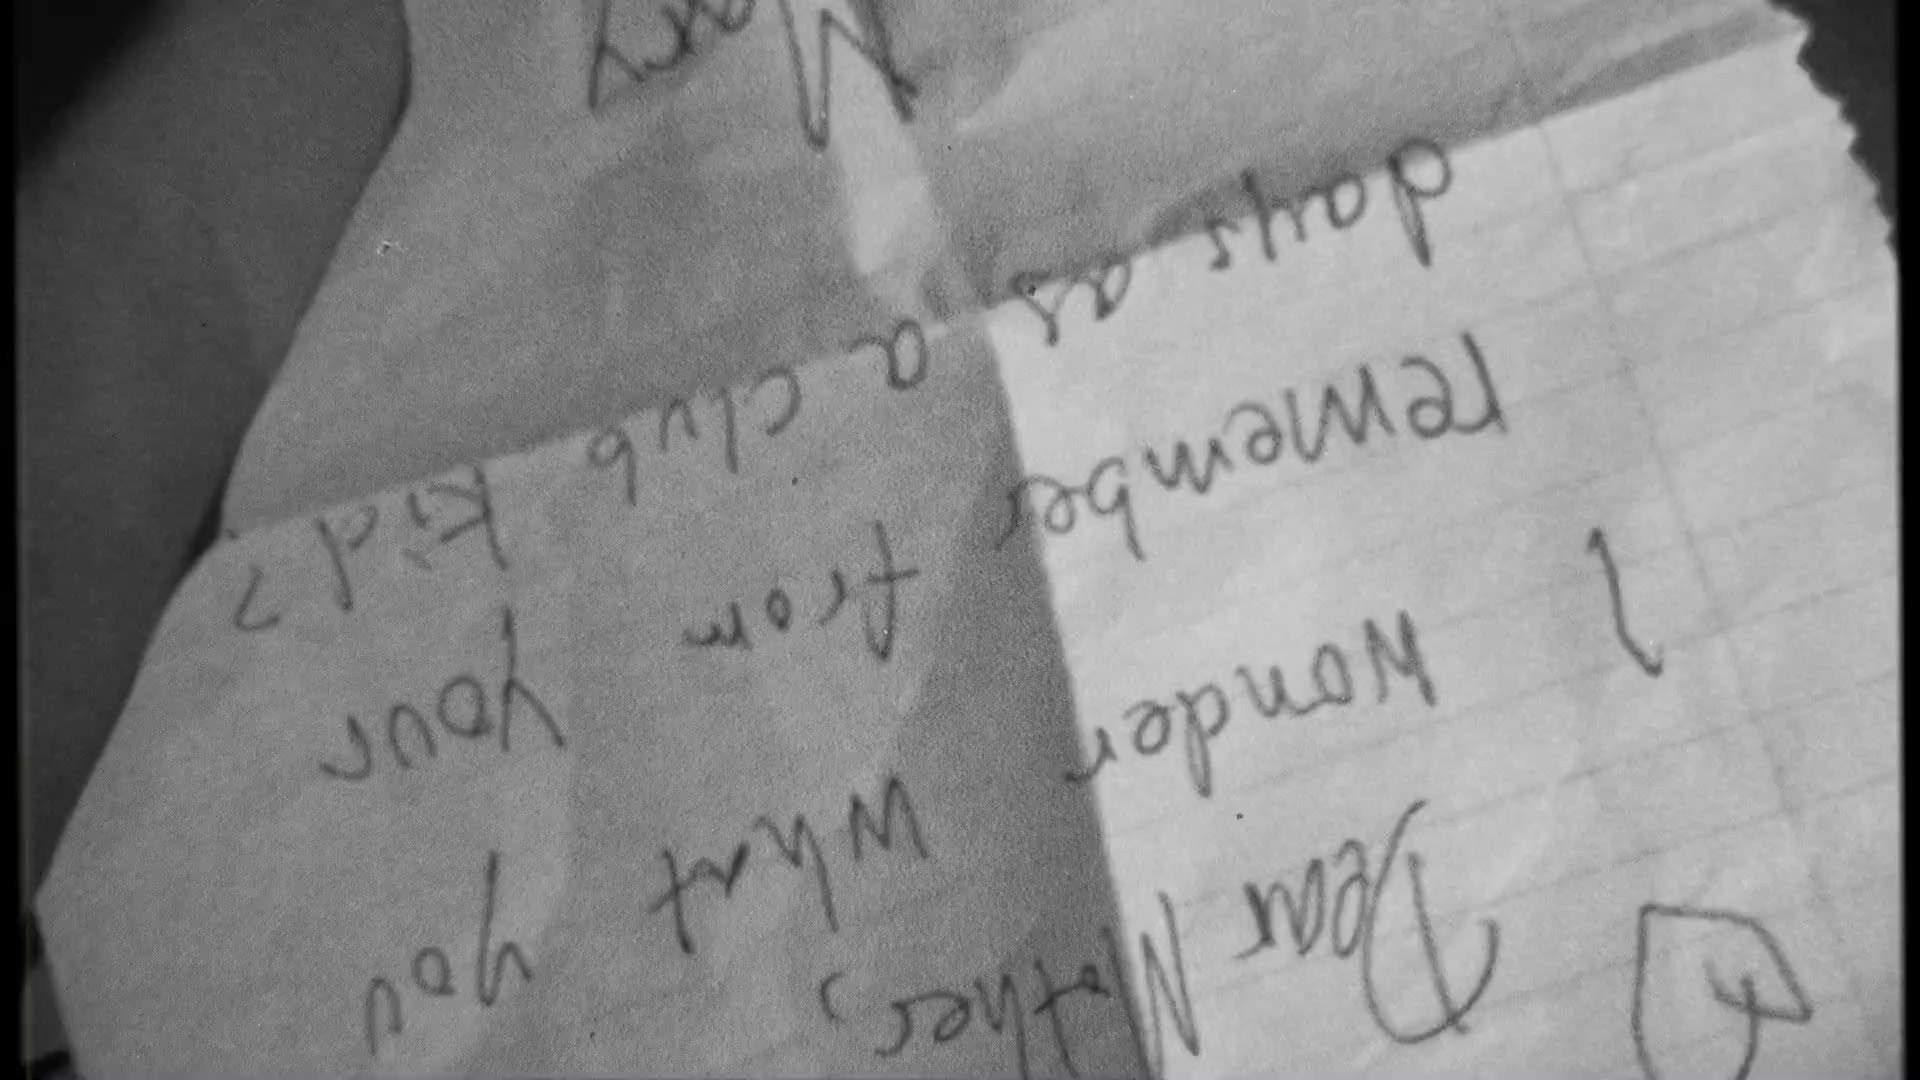 Dear Mother,
I wonder what you
remember from your
days as a club kid?